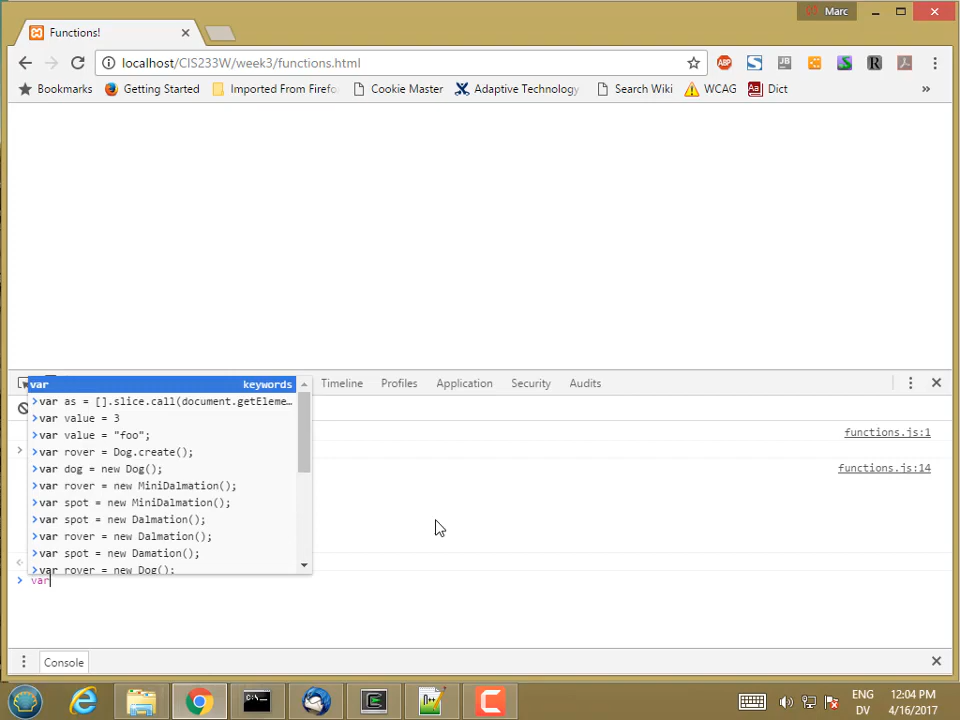 Marc
Functions!
localhost/CIS233W/week3/functions.html
ABP
S
JB
S
R
Bookmarks
Getting Started
Imported From Firefo
Cookie Master
Adaptive Technology
Search Wiki
WCAG
Aa
Dict
»
Timeline
Profiles
Application
Security
Audits
functions.js:1
functions.js:14
var keywords
var as = [].slice.call(document.getEleme…
var value = 3
var value = "foo";
var rover = Dog.create();
var dog = new Dog();
var rover = new MiniDalmation();
var spot = new MiniDalmation();
var spot = new Dalmation();
var rover = new Dalmation();
var spot = new Damation();
var rover = new Dog();
> var
Console
ENG
DV
12:04 PM
4/16/2017